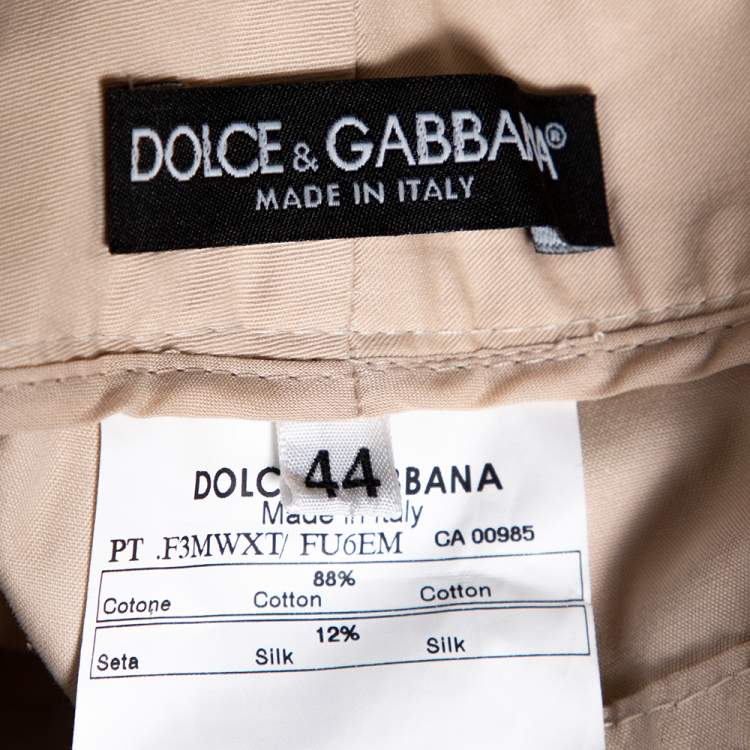 DOLCE & GABBANA®
MADE IN ITALY
44
DOLC BBANA
Made in Italy
PT .F3MWXT/ FU6EM CA 00985
88%
Cotone Cotton Cotton
12%
Seta Silk Silk